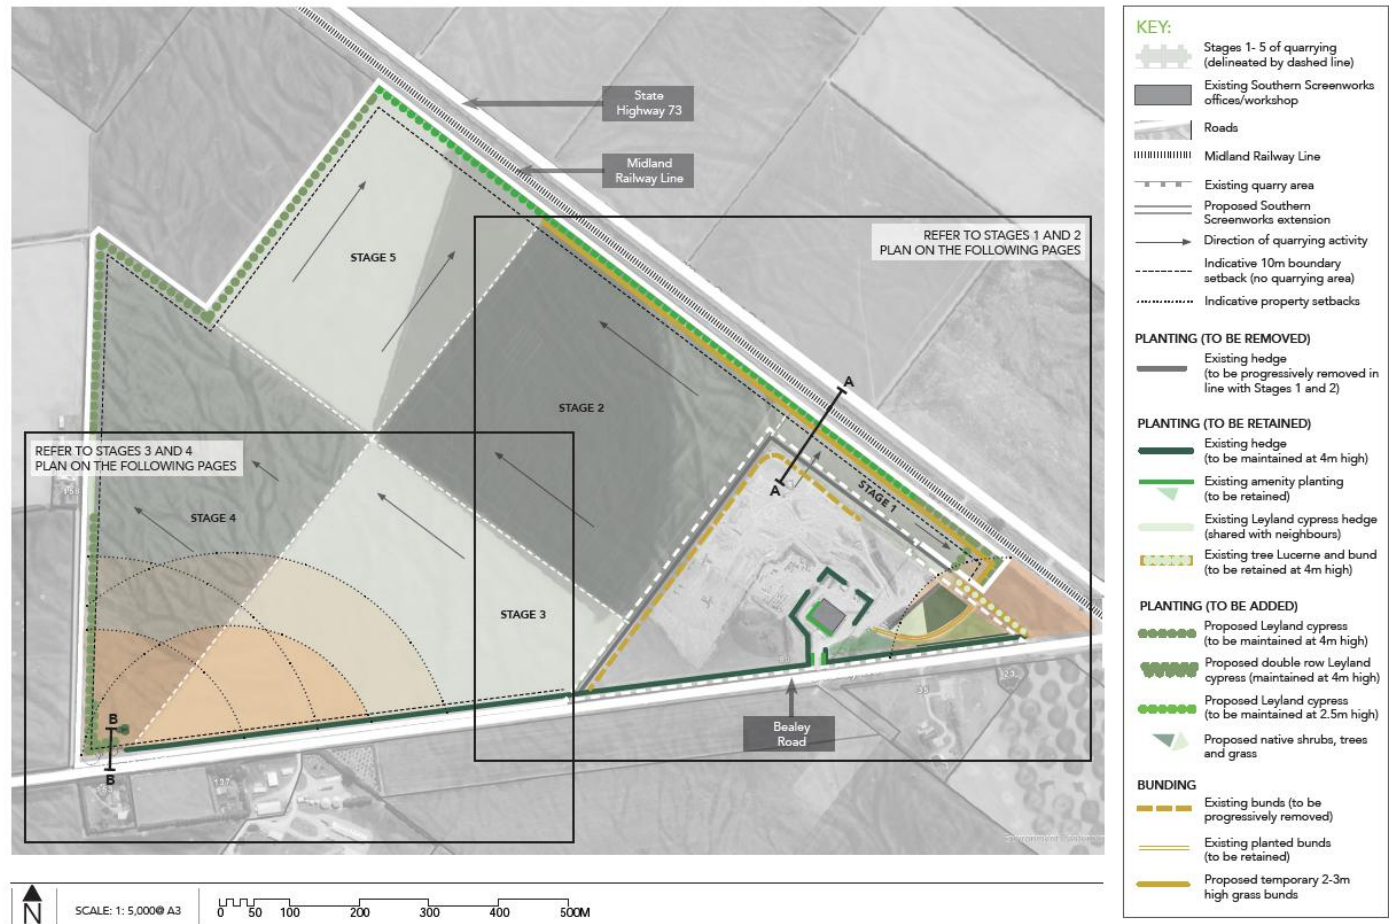 State
Highway 73
Midland
Railway Line
REFER TO STAGES 1 AND 2
PLAN ON THE FOLLOWING PAGES
STAGE 5
STAGE 2
A
A
REFER TO STAGES 3 AND 4
PLAN ON THE FOLLOWING PAGES
STAGE 1
STAGE 4
STAGE 3
B
B
Bealey
Road
137
35
N
SCALE: 1: 5,000@ A3
0 50 100 200 300 400 500M
KEY:
Stages 1- 5 of quarrying
(delineated by dashed line)
Existing Southern Screenworks
offices/workshop
Roads
Midland Railway Line
Existing quarry area
Proposed Southern
Screenworks extension
Direction of quarrying activity
Indicative 10m boundary
setback (no quarrying area)
Indicative property setbacks
PLANTING (TO BE REMOVED)
Existing hedge
(to be progressively removed in
line with Stages 1 and 2)
PLANTING (TO BE RETAINED)
Existing hedge
(to be maintained at 4m high)
Existing amenity planting
(to be retained)
Existing Leyland cypress hedge
(shared with neighbours)
Existing tree Lucerne and bund
(to be retained at 4m high)
PLANTING (TO BE ADDED)
Proposed Leyland cypress
(to be maintained at 4m high)
Proposed double row Leyland
cypress (maintained at 4m high)
Proposed Leyland cypress
(to be maintained at 2.5m high)
Proposed native shrubs, trees
and grass
BUNDING
Existing bunds (to be
progressively removed)
Existing planted bunds
(to be retained)
Proposed temporary 2-3m
high grass bunds